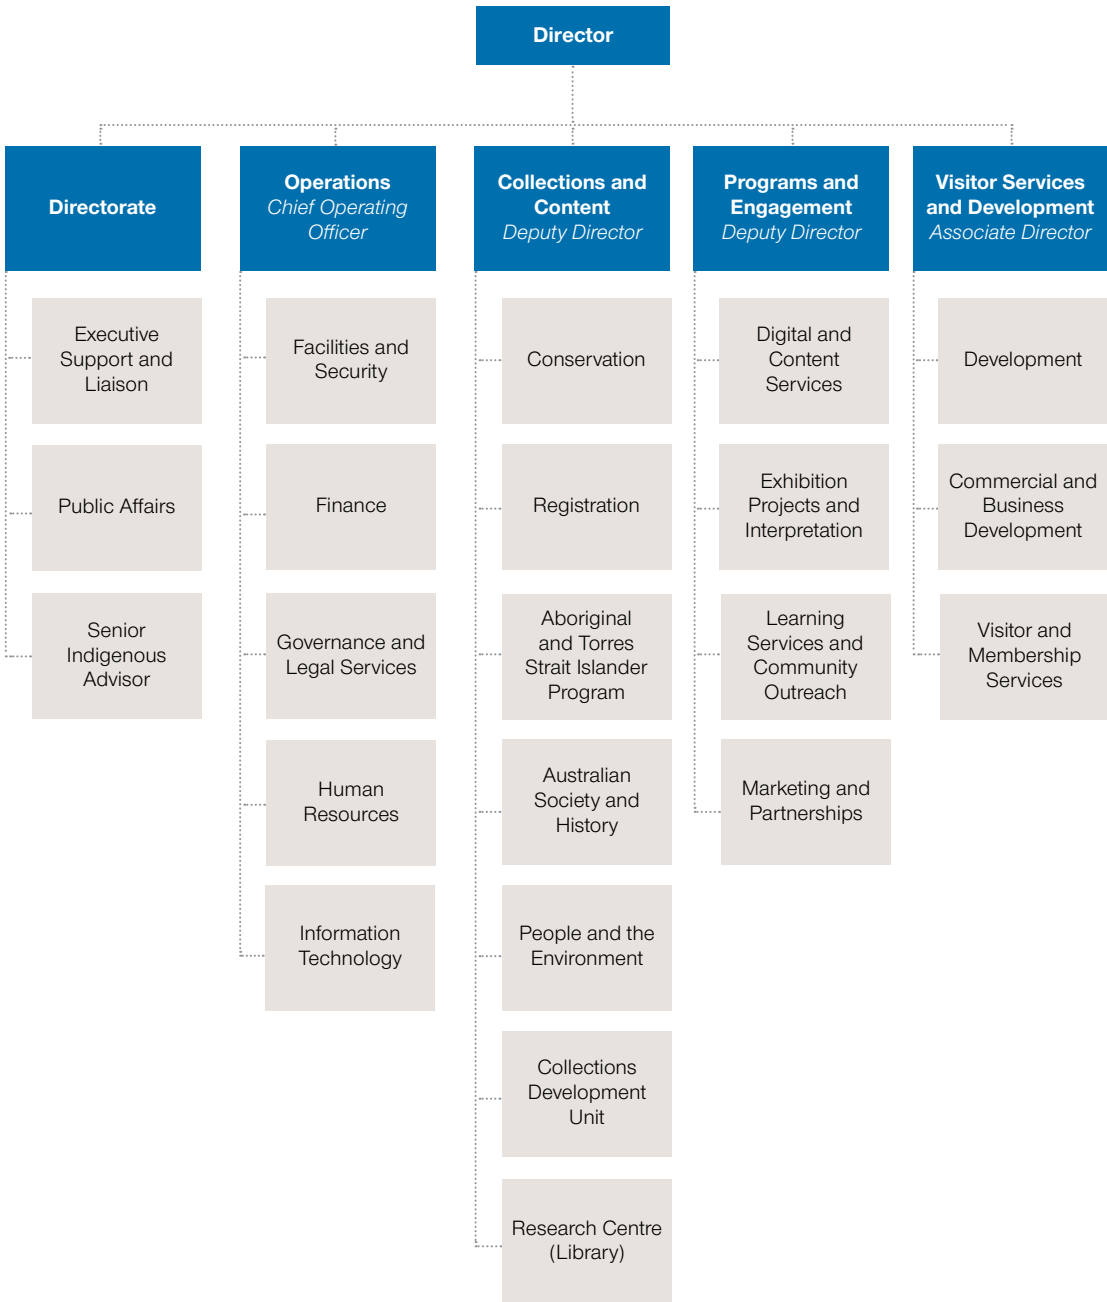 Director
Directorate
Operations
Chief Operating
Officer
Collections and
Content
Deputy Director
Programs and
Engagement
Deputy Director
Visitor Services
and Development
Associate Director
Executive
Support and
Liaison
Public Affairs
Senior
Indigenous
Advisor
Facilities and
Security
Finance
Governance and
Legal Services
Human
Resources
Information
Technology
Conservation
Registration
Aboriginal
and Torres
Strait Islander
Program
Australian
Society and
History
People and the
Environment
Collections
Development
Unit
Research Centre
(Library)
Digital and
Content
Services
Exhibition
Projects and
Interpretation
Learning
Services and
Community
Outreach
Marketing and
Partnerships
Development
Commercial and
Business
Development
Visitor and
Membership
Services